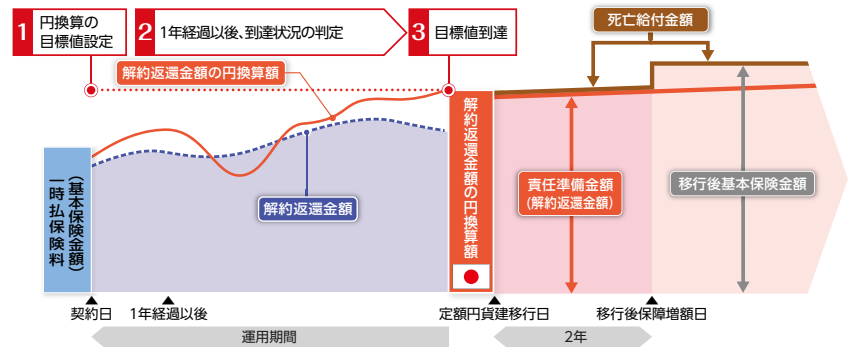 1
円換算の
目標値設定
2
1年経過以後、到達状況の判定
3
目標値到達
死亡給付金額
解約返還金額の円換算額
解約返還金額
一時払保険料
(基本保険金額)
解約返還金額の円換算額
責任準備金額
(解約返還金額)
移行後基本保険金額
契約日
1年経過以後
定額円貨建移行日
移行後保障増額日
運用期間
2年